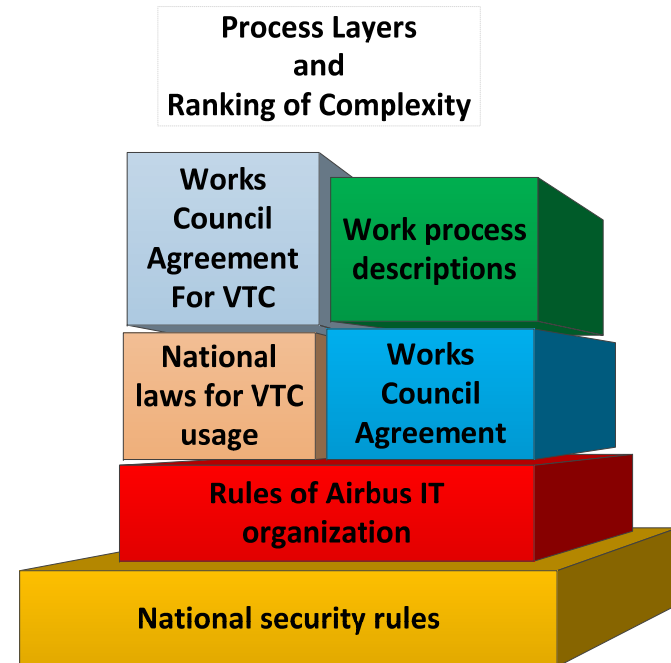 Process Layers
and
Ranking of Complexity
Works
Council
Agreement
For VTC
Work process
descriptions
National
laws for VTC
usage
Works
Council
Agreement
Rules of Airbus IT
organization
National security rules